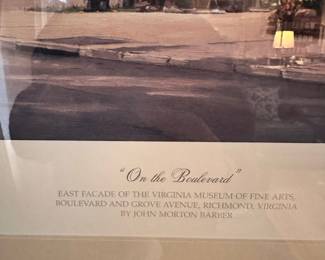 "On the Boulevard"
EAST FACADE OF THE VIRGINIA MUSEUM OF FINE ARTS,
BOULEVARD AND GROVE AVENUE, RICHMOND, VIRGINIA
BY JOHN MORTON BARBER